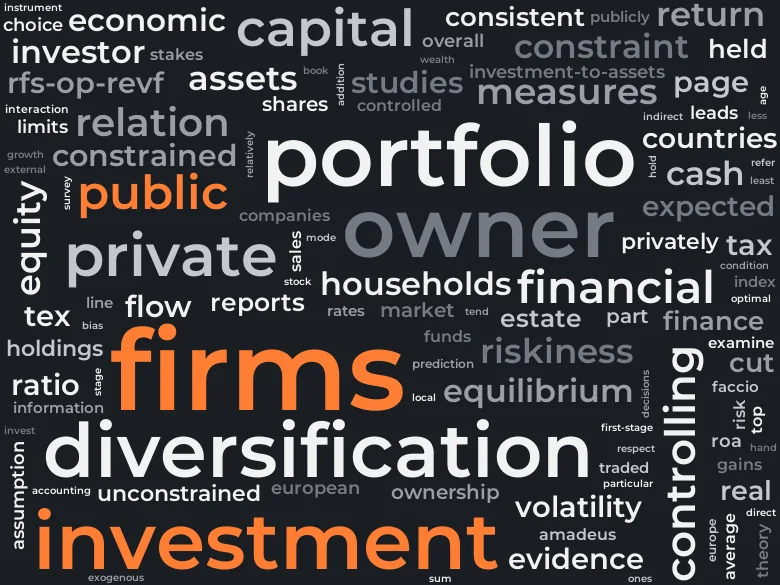 instrument
choice
economic
capital
consistent
publicly
return
investor
stakes
overall
constraint
held
wealth
rfs-op-revf
assets
book
addition
studies
investment-to-assets
measures
page
age
shares
controlled
interaction
limits
relation
indirect
leads
less
countries
growth
external
constrained
relatively
portfolio
hold
refer
cash
least
equity
survey
public
companies
owner
expected
private
sales
mode
privately
tax
condition
stock
households
financial
index
optimal
line
flow
reports
rates
market
tend
estate
part
finance
tex
bias
firms
funds
riskiness
examine
holdings
prediction
cut
controlling
ratio
stage
information
local
equilibrium
decisions
faccio
risk
top
invest
diversification
first-stage
roa
hand
respect
assumption
traded
gains
accounting
unconstrained
european
ownership
particular
real
investment
volatility
direct
amadeus
europe
average
theory
evidence
exogenous
sum
ones